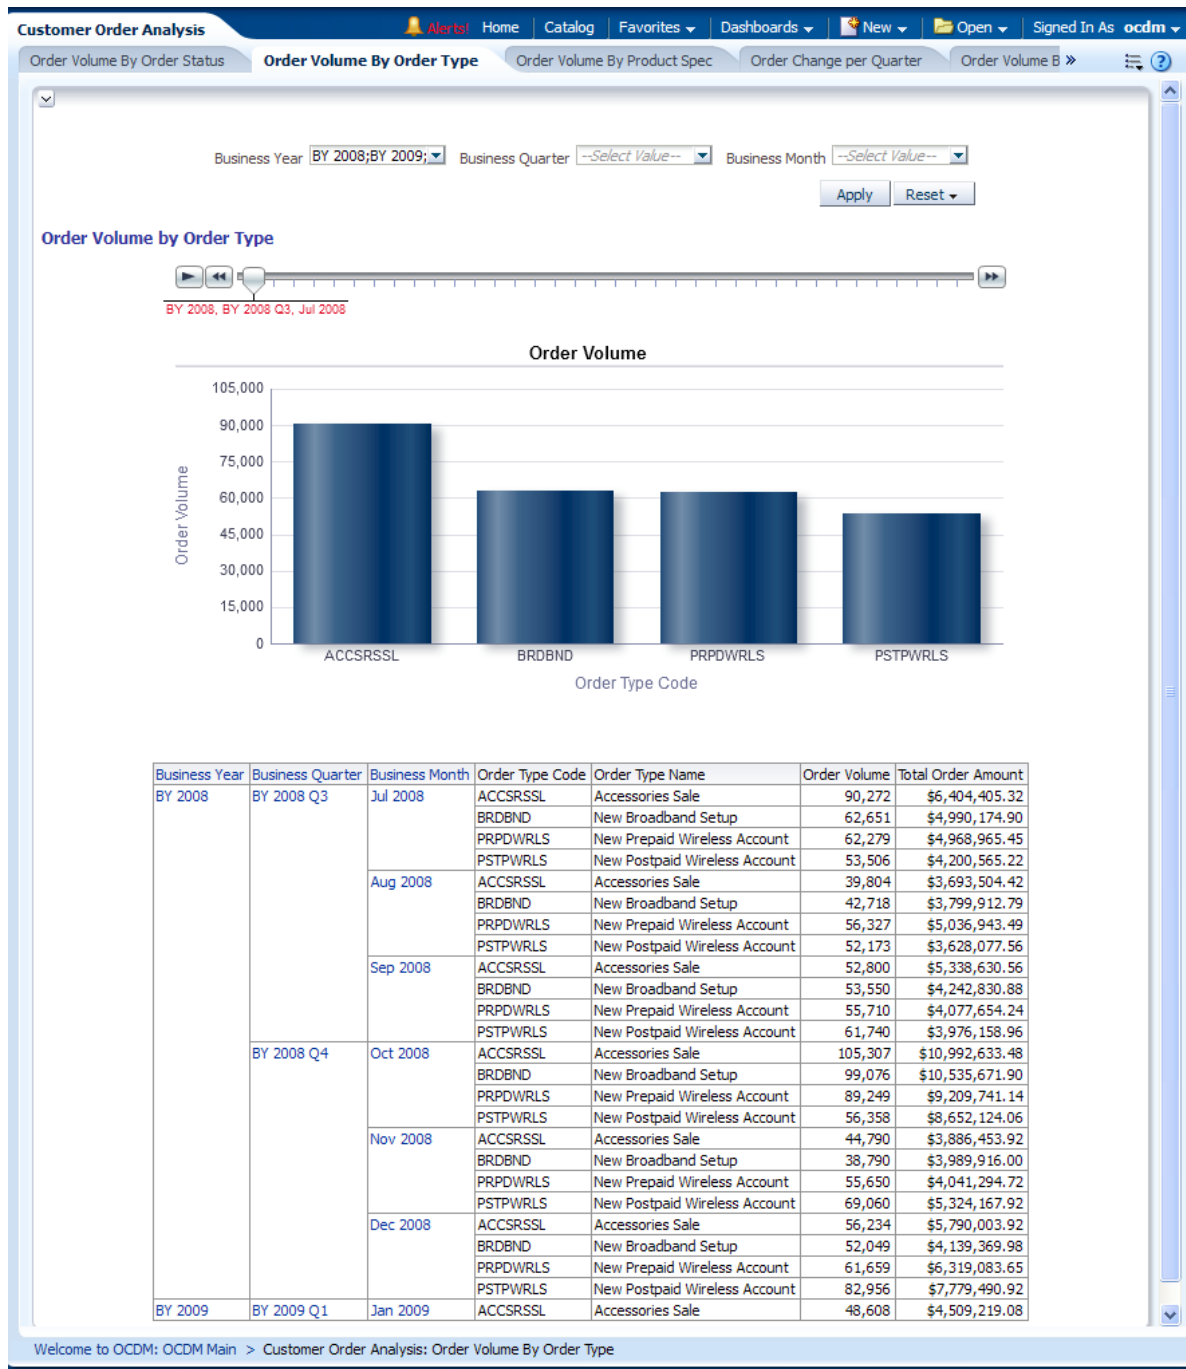 Customer Order Analysis Alerts! Home Catalog Favorites Dashboards New Open Signed In As ocdm
Order Volume By Order Status Order Volume By Order Type Order Volume By Product Spec Order Change per Quarter Order Volume B »
Business Year BY 2008;BY 2009; Business Quarter --Select Value-- Business Month --Select Value--
Apply Reset
Order Volume by Order Type
BY 2008, BY 2008 Q3, Jul 2008
Order Volume
105,000
90,000
75,000
60,000
45,000
30,000
15,000
0
Order Volume
ACCSRSSL BRDBND PRPDWRLS PSTPWRLS
Order Type Code
Business Year Business Quarter Business Month Order Type Code Order Type Name Order Volume Total Order Amount
BY 2008 BY 2008 Q3 Jul 2008 ACCSRSSL Accessories Sale 90,272 $6,404,405.32
BRDBND New Broadband Setup 62,651 $4,990,174.90
PRPDWRLS New Prepaid Wireless Account 62,279 $4,968,965.45
PSTPWRLS New Postpaid Wireless Account 53,506 $4,200,565.22
Aug 2008 ACCSRSSL Accessories Sale 39,804 $3,693,504.42
BRDBND New Broadband Setup 42,718 $3,799,912.79
PRPDWRLS New Prepaid Wireless Account 56,327 $5,036,943.49
PSTPWRLS New Postpaid Wireless Account 52,173 $3,628,077.56
Sep 2008 ACCSRSSL Accessories Sale 52,800 $5,338,630.56
BRDBND New Broadband Setup 53,550 $4,242,830.88
PRPDWRLS New Prepaid Wireless Account 55,710 $4,077,654.24
PSTPWRLS New Postpaid Wireless Account 61,740 $3,976,158.96
BY 2008 Q4 Oct 2008 ACCSRSSL Accessories Sale 105,307 $10,992,633.48
BRDBND New Broadband Setup 99,076 $10,535,671.90
PRPDWRLS New Prepaid Wireless Account 89,249 $9,209,741.14
PSTPWRLS New Postpaid Wireless Account 56,358 $8,652,124.06
Nov 2008 ACCSRSSL Accessories Sale 44,790 $3,886,453.92
BRDBND New Broadband Setup 38,790 $3,989,916.00
PRPDWRLS New Prepaid Wireless Account 55,650 $4,041,294.72
PSTPWRLS New Postpaid Wireless Account 69,060 $5,324,167.92
Dec 2008 ACCSRSSL Accessories Sale 56,234 $5,790,003.92
BRDBND New Broadband Setup 52,049 $4,139,369.98
PRPDWRLS New Prepaid Wireless Account 61,659 $6,319,083.65
PSTPWRLS New Postpaid Wireless Account 82,956 $7,779,490.92
BY 2009 BY 2009 Q1 Jan 2009 ACCSRSSL Accessories Sale 48,608 $4,509,219.08
Welcome to OCDM: OCDM Main > Customer Order Analysis: Order Volume By Order Type